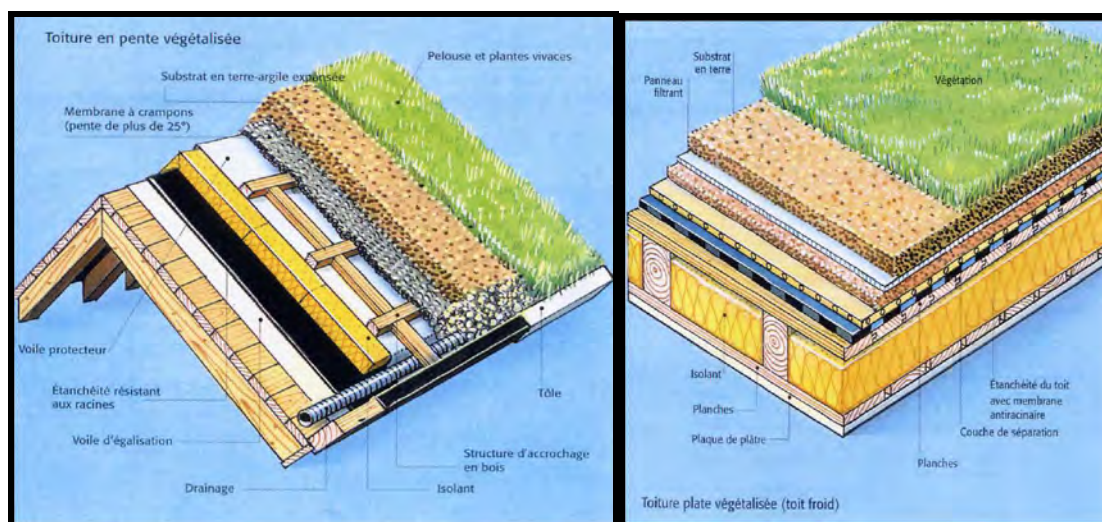 Toiture en pente végétalisée
Pelouse et plantes vivaces
Substrat en terre-argile expansée
Membrane à crampons
(pente de plus de 25°)
Voile protecteur
Étanchéité résistant
aux racines
Voile d'égalisation
Drainage
Isolant
Structure d'accrochage
en bois
Tôle
Substrat
en terre
Panneau
filtrant
Végétation
Isolant
Planches
Plaque de plâtre
Étanchéité du toit
avec membrane
antiracinaire
Couche de séparation
Planches
Toiture plate végétalisée (toit froid)